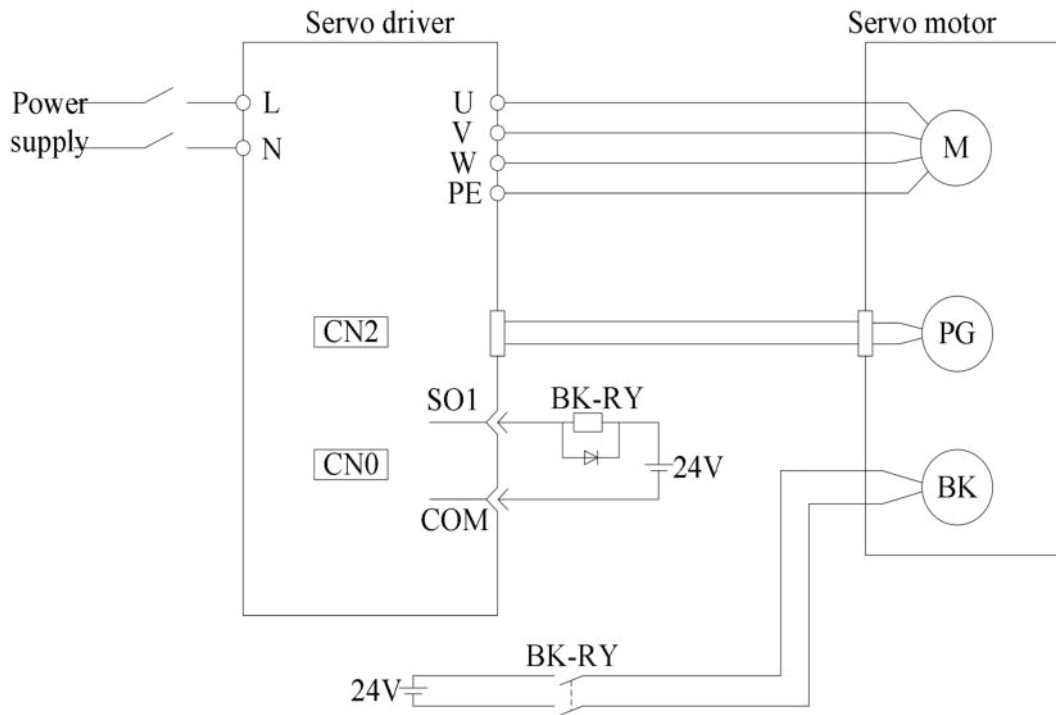 Servo driver
Servo motor
Power
supply
L
N
U
V
W
PE
M
CN2
PG
SO1
BK-RY
CN0
24V
COM
BK
BK-RY
24V